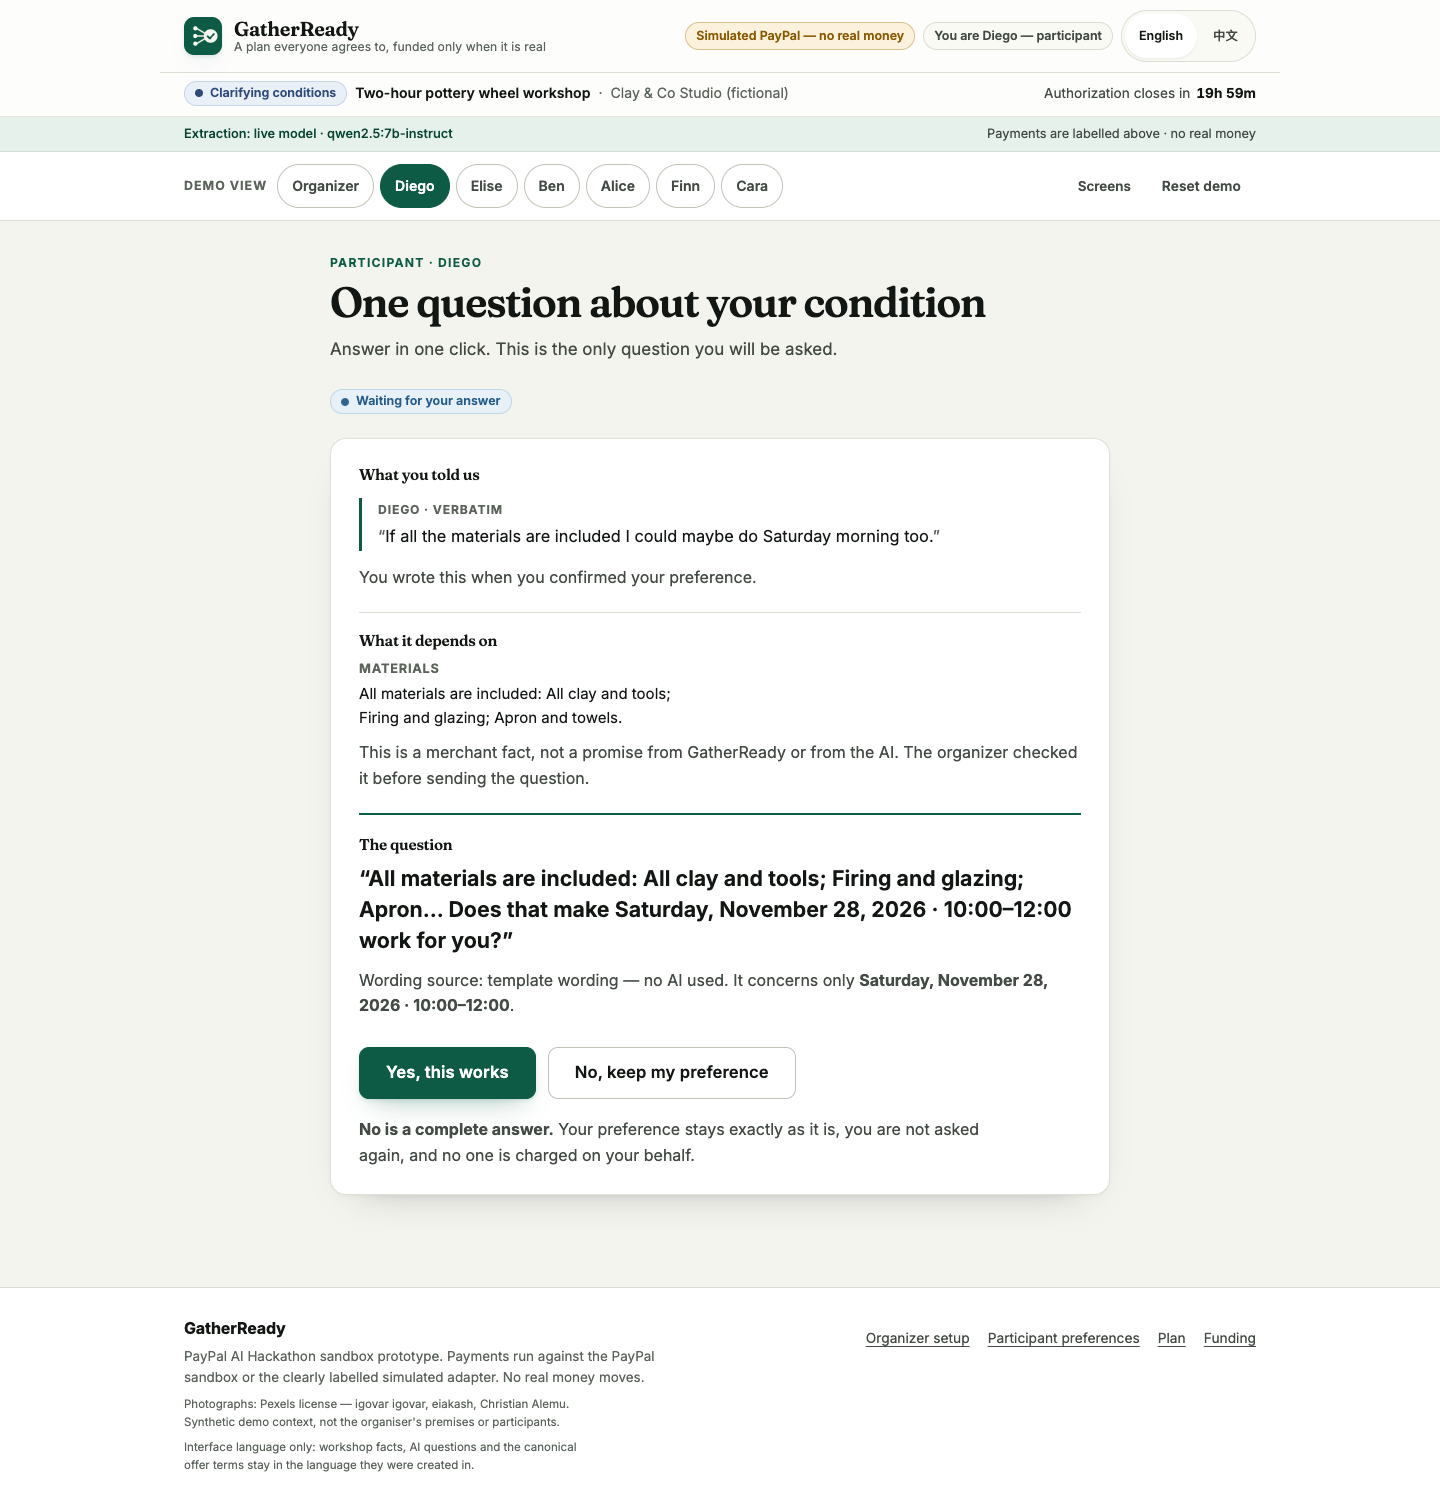 GatherReady
A plan everyone agrees to, funded only when it is real
Simulated PayPal — no real money
You are Diego — participant
English
中文
Clarifying conditions
Two-hour pottery wheel workshop · Clay & Co Studio (fictional)
Authorization closes in 19h 59m
Extraction: live model · qwen2.5:7b-instruct
Payments are labelled above · no real money
DEMO VIEW
Organizer
Diego
Elise
Ben
Alice
Finn
Cara
Screens
Reset demo
PARTICIPANT · DIEGO
One question about your condition
Answer in one click. This is the only question you will be asked.
Waiting for your answer
What you told us
DIEGO · VERBATIM
“If all the materials are included I could maybe do Saturday morning too.”
You wrote this when you confirmed your preference.
What it depends on
MATERIALS
All materials are included: All clay and tools;
Firing and glazing; Apron and towels.
This is a merchant fact, not a promise from GatherReady or from the AI. The organizer checked
it before sending the question.
The question
“All materials are included: All clay and tools; Firing and glazing;
Apron… Does that make Saturday, November 28, 2026 · 10:00–12:00
work for you?”
Wording source: template wording — no AI used. It concerns only Saturday, November 28,
2026 · 10:00–12:00.
Yes, this works
No, keep my preference
No is a complete answer. Your preference stays exactly as it is, you are not asked
again, and no one is charged on your behalf.
GatherReady
PayPal AI Hackathon sandbox prototype. Payments run against the PayPal
sandbox or the clearly labelled simulated adapter. No real money moves.
Photographs: Pexels license — igovar igovar, eiakash, Christian Alemu.
Synthetic demo context, not the organiser's premises or participants.
Interface language only: workshop facts, AI questions and the canonical
offer terms stay in the language they were created in.
Organizer setup
Participant preferences
Plan
Funding